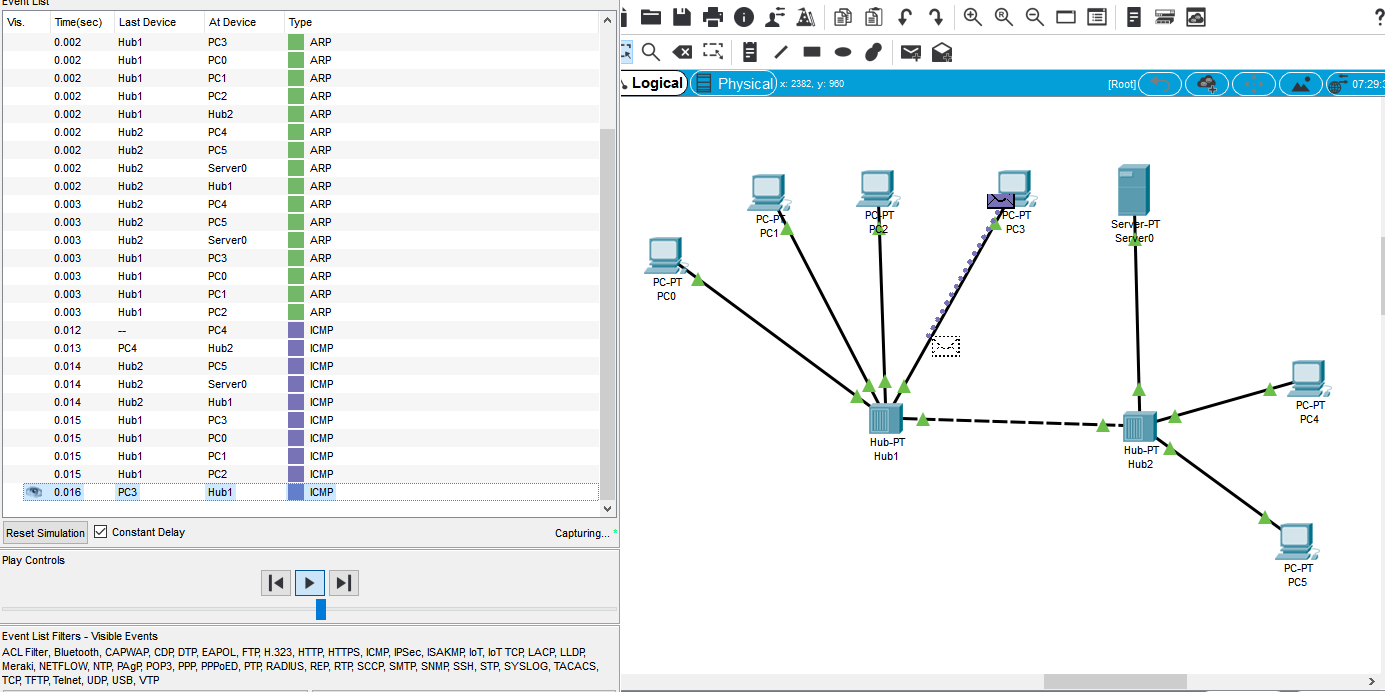 Event List
Vis. Time(sec) Last Device At Device Type
0.002 Hub1 PC3 ARP
0.002 Hub1 PC0 ARP
0.002 Hub1 PC1 ARP
0.002 Hub1 PC2 ARP
0.002 Hub1 Hub2 ARP
0.002 Hub2 PC4 ARP
0.002 Hub2 PC5 ARP
0.002 Hub2 Server0 ARP
0.002 Hub2 Hub1 ARP
0.003 Hub2 PC4 ARP
0.003 Hub2 PC5 ARP
0.003 Hub2 Server0 ARP
0.003 Hub1 PC3 ARP
0.003 Hub1 PC0 ARP
0.003 Hub1 PC1 ARP
0.003 Hub1 PC2 ARP
0.012 -- PC4 ICMP
0.013 PC4 Hub2 ICMP
0.014 Hub2 PC5 ICMP
0.014 Hub2 Server0 ICMP
0.014 Hub2 Hub1 ICMP
0.015 Hub1 PC3 ICMP
0.015 Hub1 PC0 ICMP
0.015 Hub1 PC1 ICMP
0.015 Hub1 PC2 ICMP
0.016 PC3 Hub1 ICMP
Reset Simulation Constant Delay Capturing...
Play Controls
Event List Filters - Visible Events
ACL Filter, Bluetooth, CAPWAP, CDP, DTP, EAPOL, FTP, H.323, HTTP, HTTPS, ICMP, IPSec, ISAKMP, IoT, IoT TCP, LACP, LLDP,
Meraki, NETFLOW, NTP, PAgP, POP3, PPP, PPPoED, PTP, RADIUS, REP, RTP, SCCP, SMTP, SNMP, SSH, STP, SYSLOG, TACACS,
TCP, TFTP, Telnet, UDP, USB, VTP
Logical Physical x: 2382, y: 960 [Root] 07:29:
PC-PT
PC1
PC-PT
PC2
PC-PT
PC3
Server-PT
Server0
PC-PT
PC0
Hub-PT
Hub1
Hub-PT
Hub2
PC-PT
PC4
PC-PT
PC5